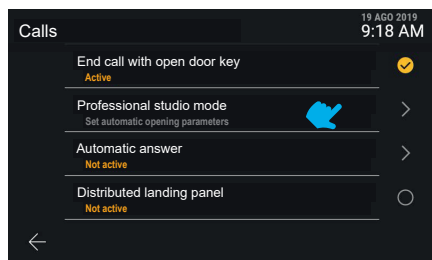 19 AGO 2019
Calls
9:18 AM
End call with open door key
Active
Professional studio mode
Set automatic opening parameters
Automatic answer
Not active
Distributed landing panel
Not active